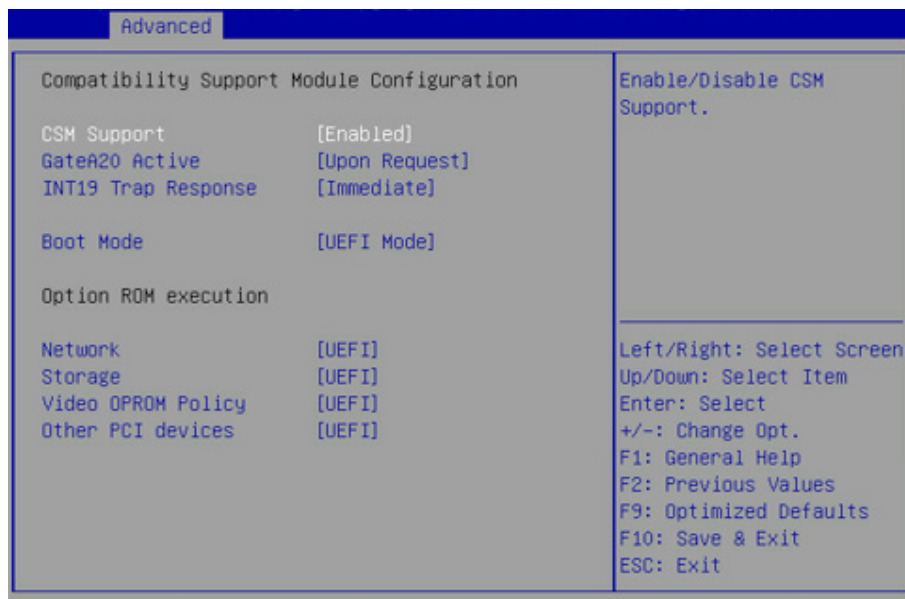 Advanced
Compatibility Support Module Configuration
CSM Support [Enabled]
GateA20 Active [Upon Request]
INT19 Trap Response [Immediate]
Boot Mode [UEFI Mode]
Option ROM execution
Network [UEFI]
Storage [UEFI]
Video OPROM Policy [UEFI]
Other PCI devices [UEFI]
Enable/Disable CSM
Support.
Left/Right: Select Screen
Up/Down: Select Item
Enter: Select
+/-: Change Opt.
F1: General Help
F2: Previous Values
F9: Optimized Defaults
F10: Save & Exit
ESC: Exit